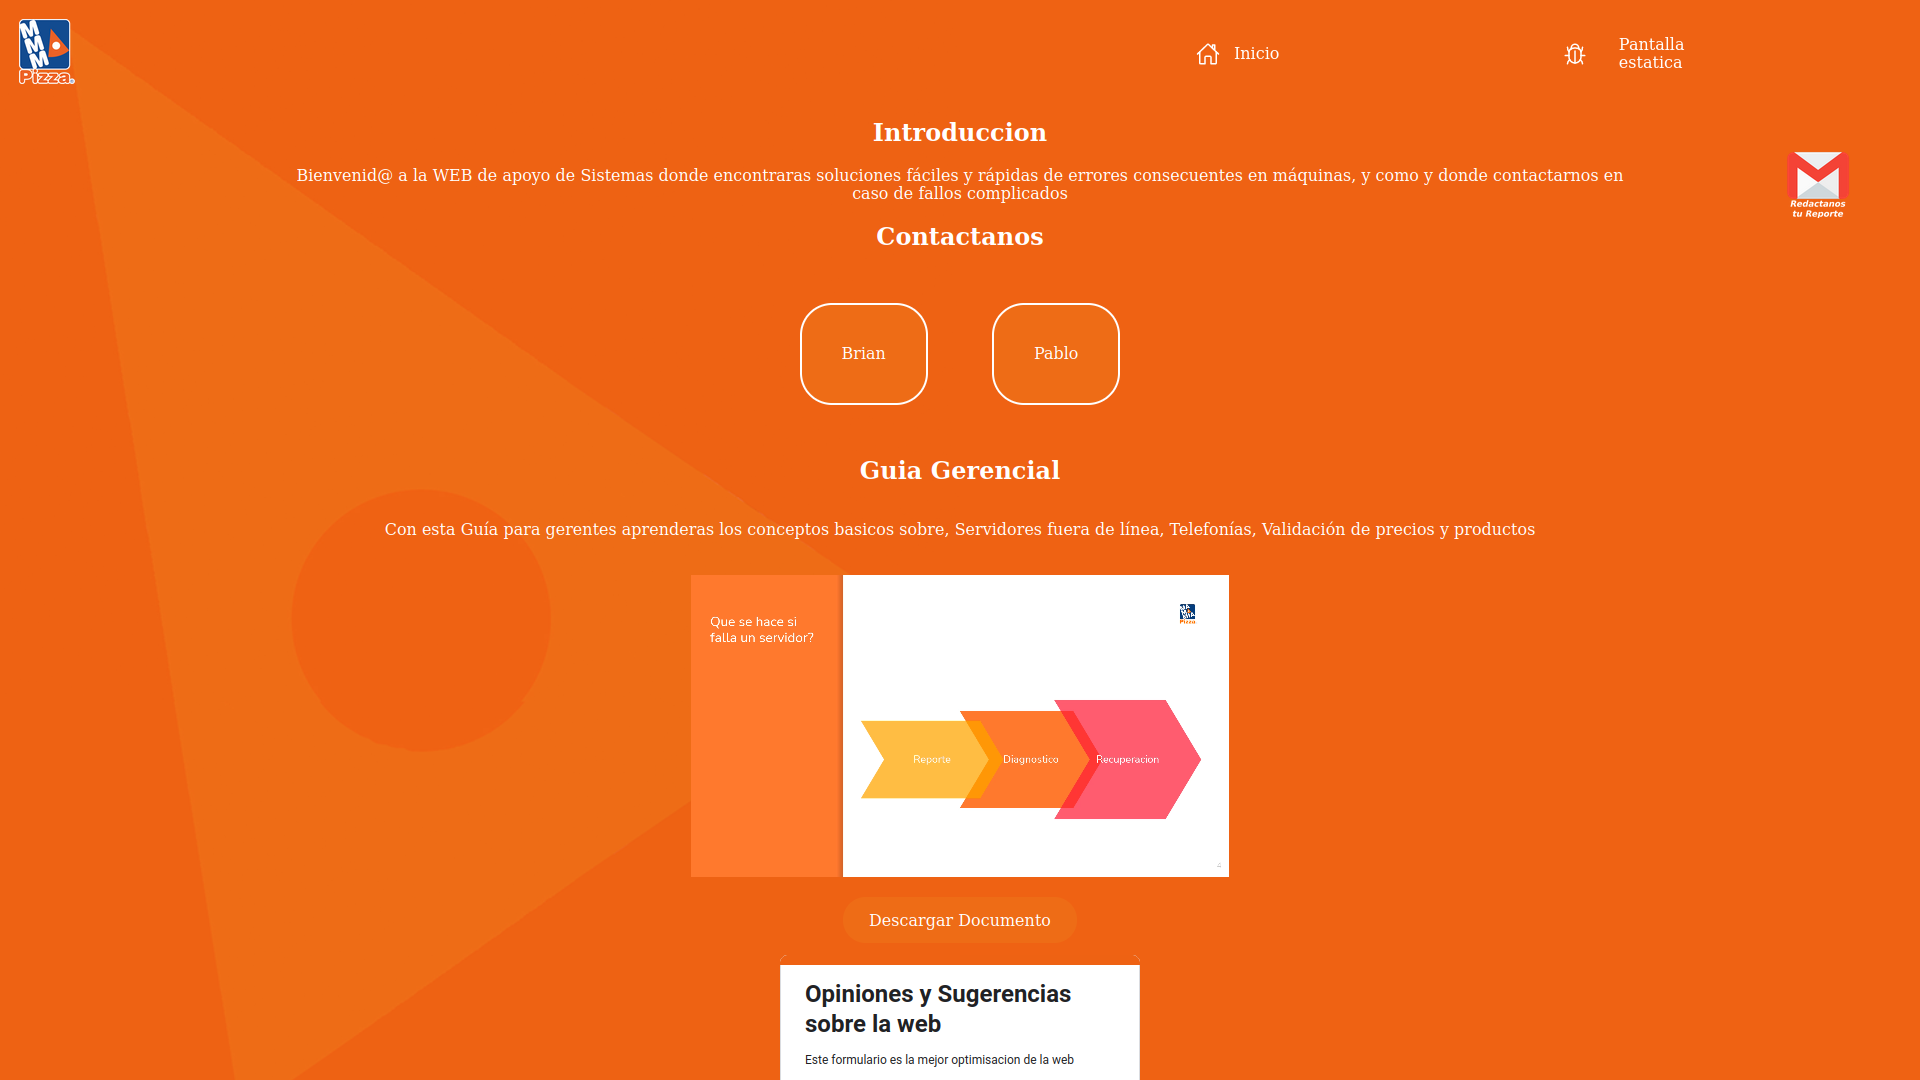 MMM
Pizza
Inicio
Pantalla
estatica
Introduccion
Bienvenid@ a la WEB de apoyo de Sistemas donde encontraras soluciones fáciles y rápidas de errores consecuentes en máquinas, y como y donde contactarnos en
caso de fallos complicados
Redactanos
tu Reporte
Contactanos
Brian
Pablo
Guia Gerencial
Con esta Guía para gerentes aprenderas los conceptos basicos sobre, Servidores fuera de línea, Telefonías, Validación de precios y productos
Que se hace si
falla un servidor?
Pizza
Reporte
Diagnostico
Recuperacion
Descargar Documento
Opiniones y Sugerencias
sobre la web
Este formulario es la mejor optimisacion de la web